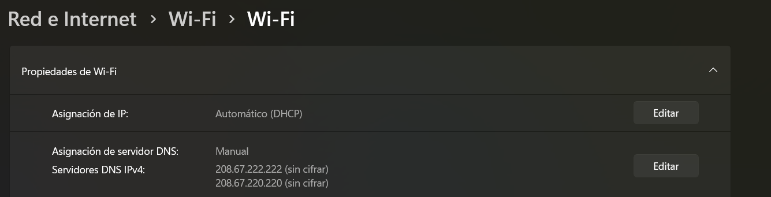 Red e Internet > Wi-Fi > Wi-Fi
Propiedades de Wi-Fi
Asignación de IP: Automático (DHCP) Editar
Asignación de servidor DNS: Manual
Servidores DNS IPv4: 208.67.222.222 (sin cifrar) Editar
208.67.220.220 (sin cifrar)